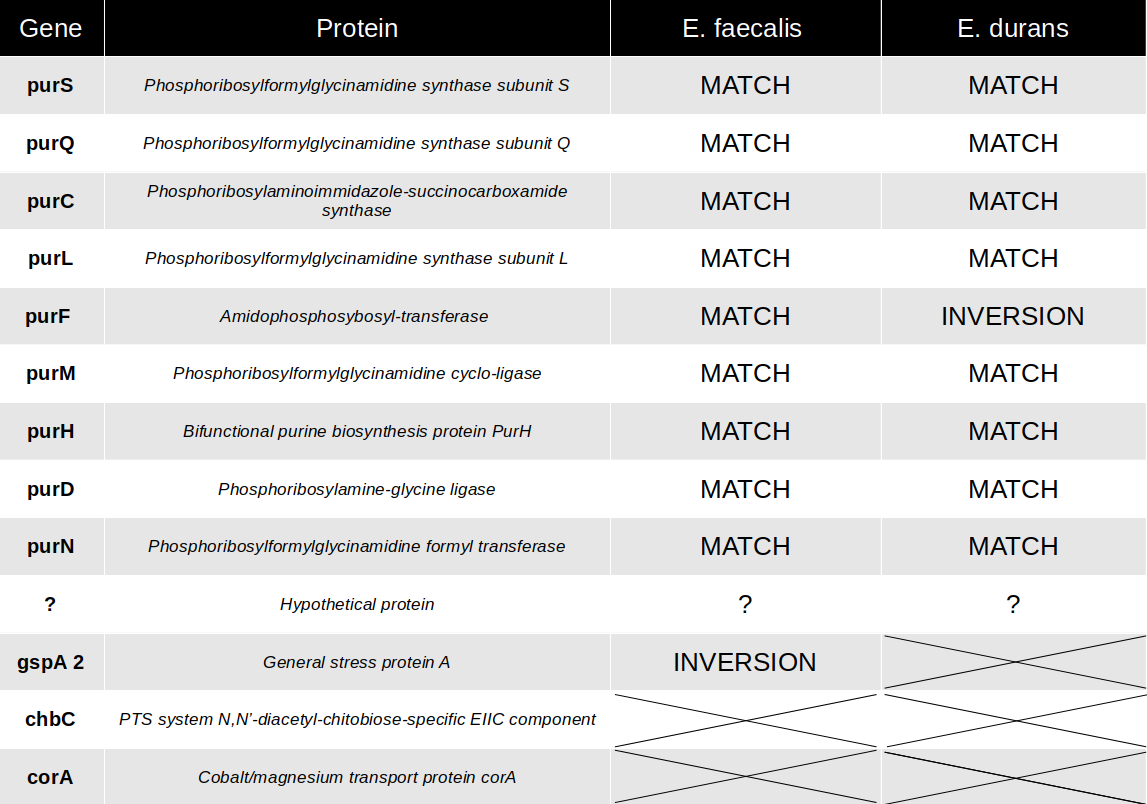 Gene Protein E. faecalis E. durans
purS Phosphoribosylformylglycinamidine synthase subunit S MATCH MATCH
purQ Phosphoribosylformylglycinamidine synthase subunit Q MATCH MATCH
purC Phosphoribosylaminoimmidazole-succinocarboxamide
synthase MATCH MATCH
purL Phosphoribosylformylglycinamidine synthase subunit L MATCH MATCH
purF Amidophosphosybosyl-transferase MATCH INVERSION
purM Phosphoribosylformylglycinamidine cyclo-ligase MATCH MATCH
purH Bifunctional purine biosynthesis protein PurH MATCH MATCH
purD Phosphoribosylamine-glycine ligase MATCH MATCH
purN Phosphoribosylformylglycinamidine formyl transferase MATCH MATCH
? Hypothetical protein ? ?
gspA 2 General stress protein A INVERSION
chbC PTS system N,N’-diacetyl-chitobiose-specific EIIC component
corA Cobalt/magnesium transport protein corA